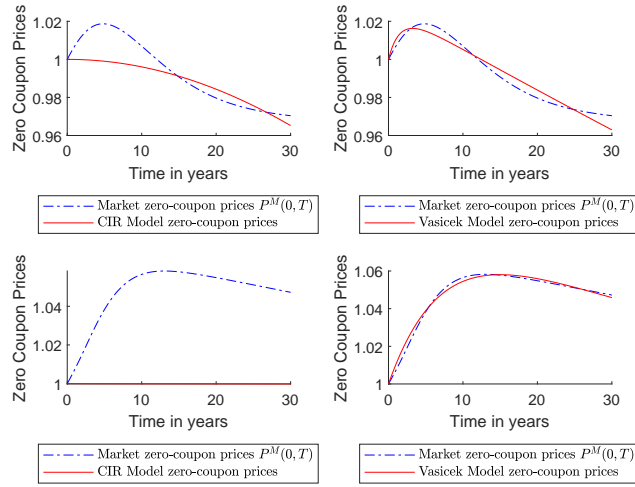 1.02
1
0.98
0.96
Zero Coupon Prices
0 10 20 30
Time in years
Market zero-coupon prices P^M(0, T)
CIR Model zero-coupon prices
1.02
1
0.98
0.96
Zero Coupon Prices
0 10 20 30
Time in years
Market zero-coupon prices P^M(0, T)
Vasicek Model zero-coupon prices
1.04
1.02
1
Zero Coupon Prices
0 10 20 30
Time in years
Market zero-coupon prices P^M(0, T)
CIR Model zero-coupon prices
1.06
1.04
1.02
1
Zero Coupon Prices
0 10 20 30
Time in years
Market zero-coupon prices P^M(0, T)
Vasicek Model zero-coupon prices